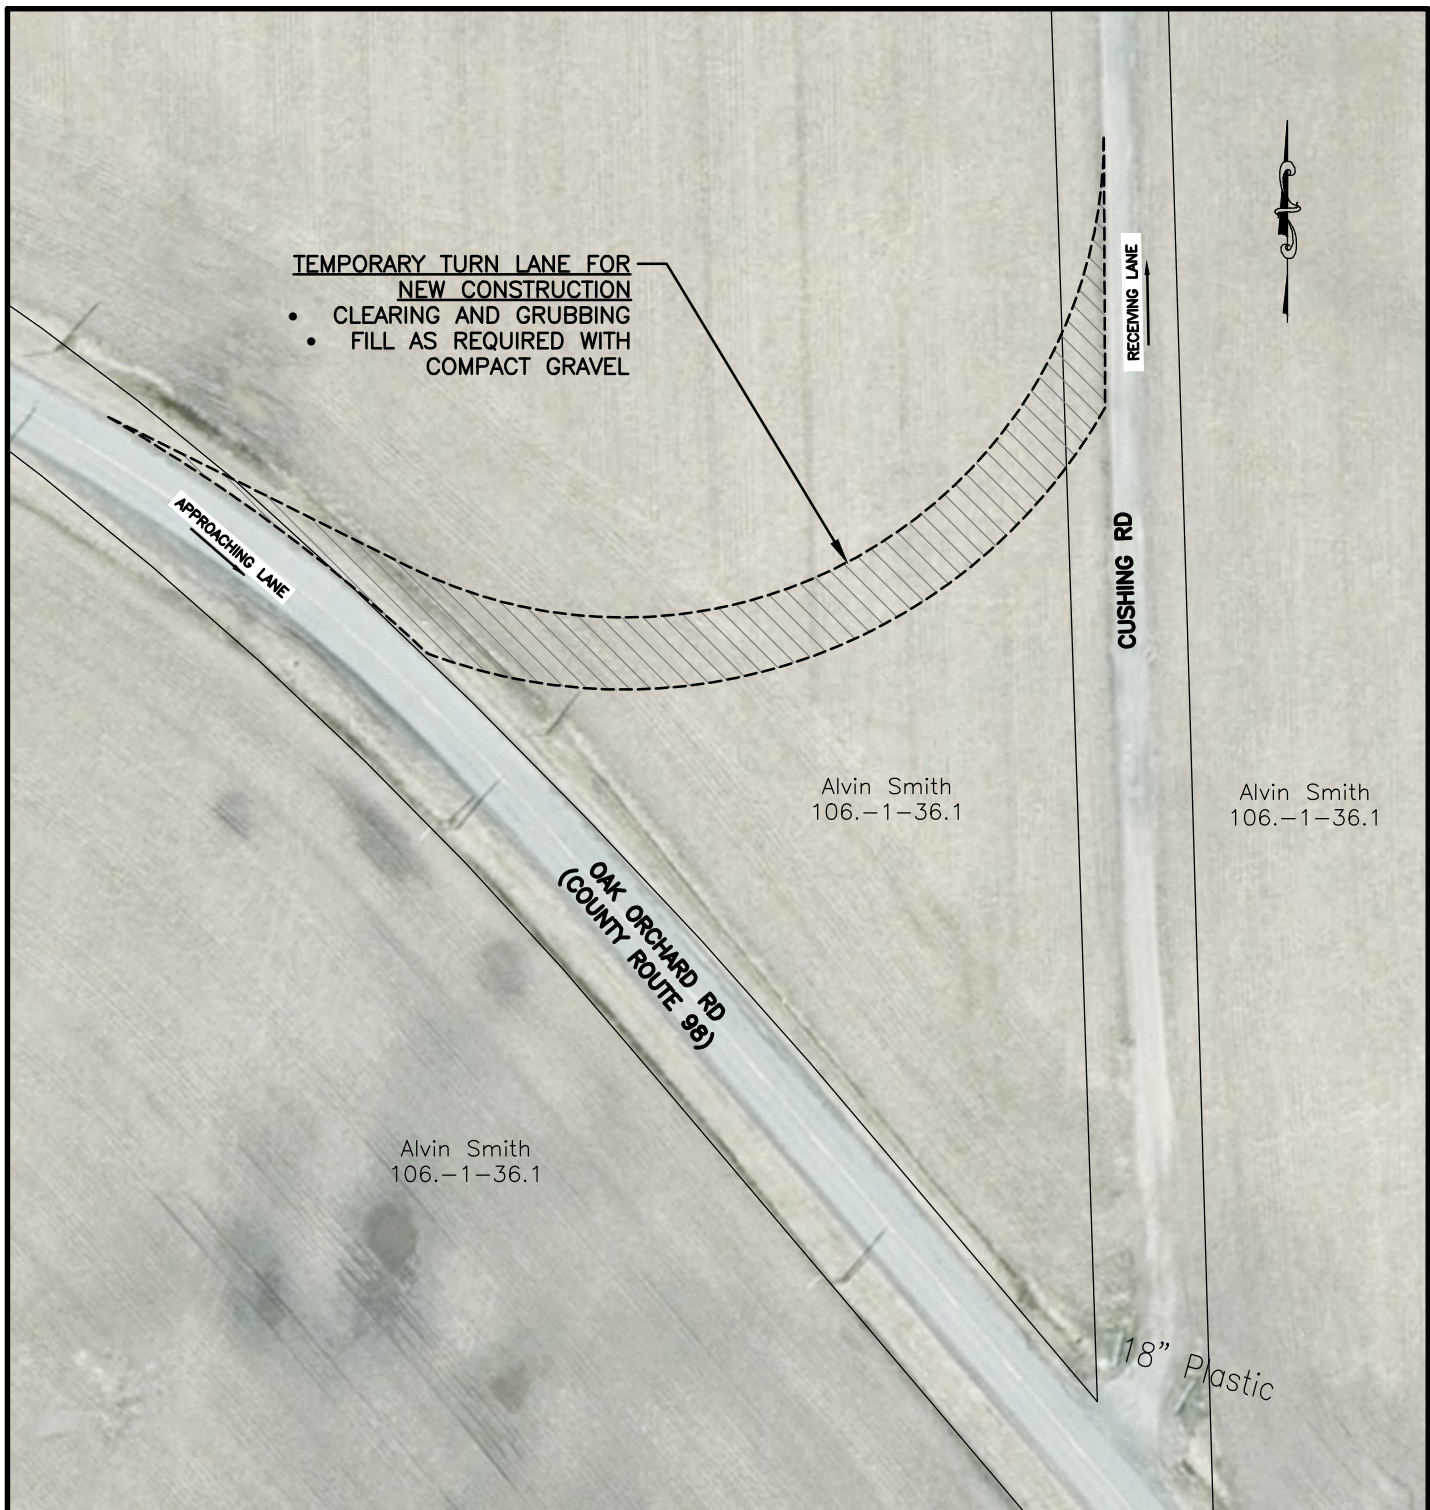 TEMPORARY TURN LANE FOR
NEW CONSTRUCTION
• CLEARING AND GRUBBING
• FILL AS REQUIRED WITH
COMPACT GRAVEL
RECEIVING LANE
APPROACHING LANE
CUSHING RD
Alvin Smith
106.-1-36.1
Alvin Smith
106.-1-36.1
OAK ORCHARD RD
(COUNTY ROUTE 98)
Alvin Smith
106.-1-36.1
18" Plastic